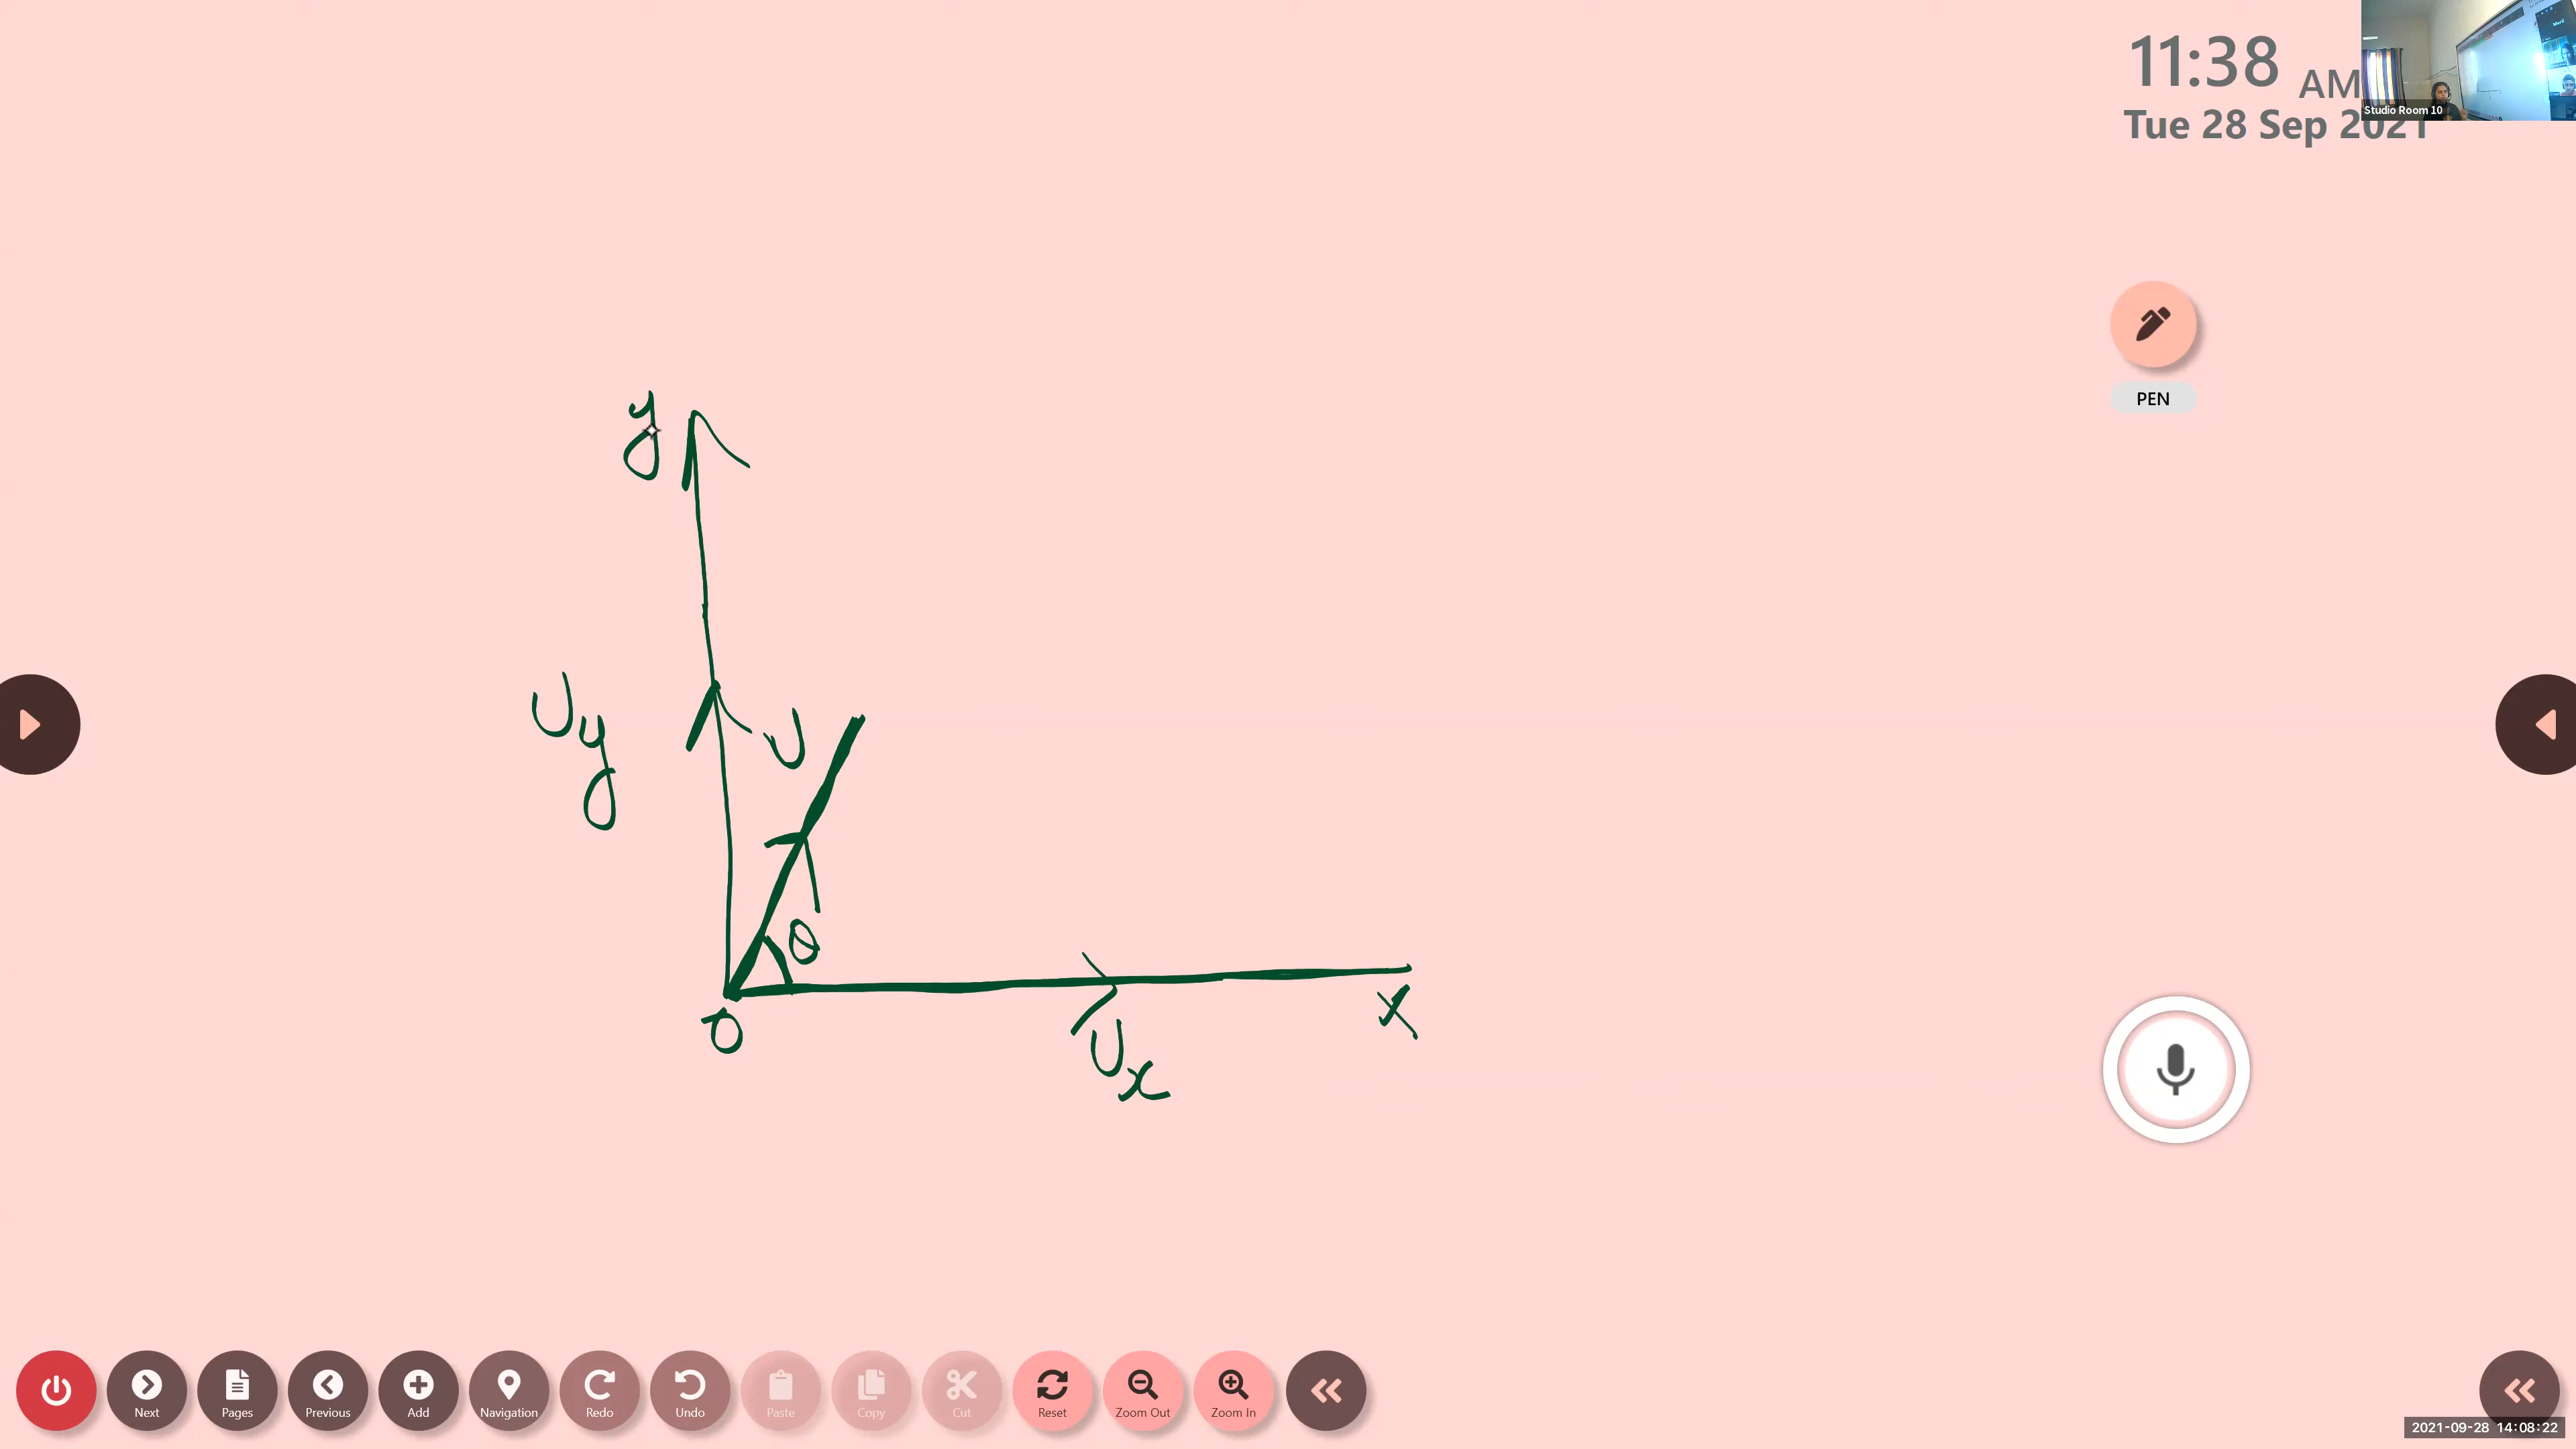 11:38 AM
Studio Room 10
Tue 28 Sep 2021
PEN
y
Uy
U
θ
O
x
Ux
Next
Pages
Previous
Add
Navigation
Redo
Undo
Paste
Copy
Cut
Reset
Zoom Out
Zoom In
2021-09-28 14:08:22